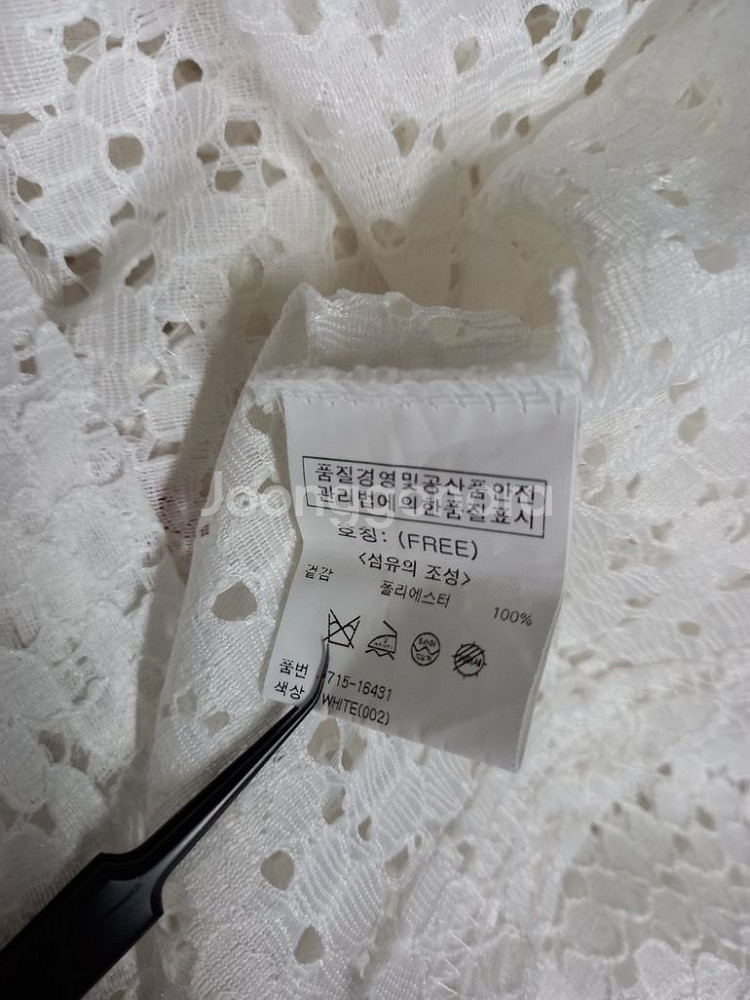 품질경영및공산품안전
관리법에의한품질표시
Joonggonara
호칭: (FREE)
<섬유의 조성>
겉감 폴리에스터 100%
품번 715-16431
색상 WHITE(002)